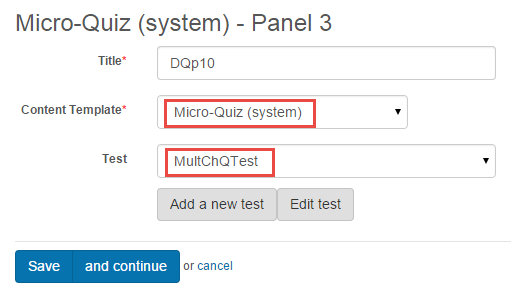 Micro-Quiz (system) - Panel 3
Title* DQp10
Content Template* Micro-Quiz (system)
Test MultChQTest
Add a new test Edit test
Save and continue or cancel